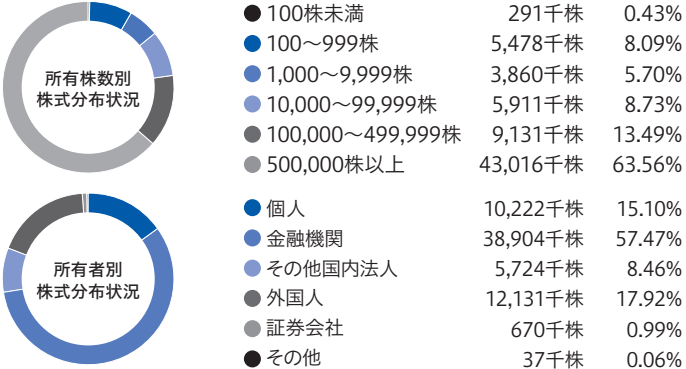 所有株数別
株式分布状況
100株未満 291千株 0.43%
100〜999株 5,478千株 8.09%
1,000〜9,999株 3,860千株 5.70%
10,000〜99,999株 5,911千株 8.73%
100,000〜499,999株 9,131千株 13.49%
500,000株以上 43,016千株 63.56%
所有者別
株式分布状況
個人 10,222千株 15.10%
金融機関 38,904千株 57.47%
その他国内法人 5,724千株 8.46%
外国人 12,131千株 17.92%
証券会社 670千株 0.99%
その他 37千株 0.06%